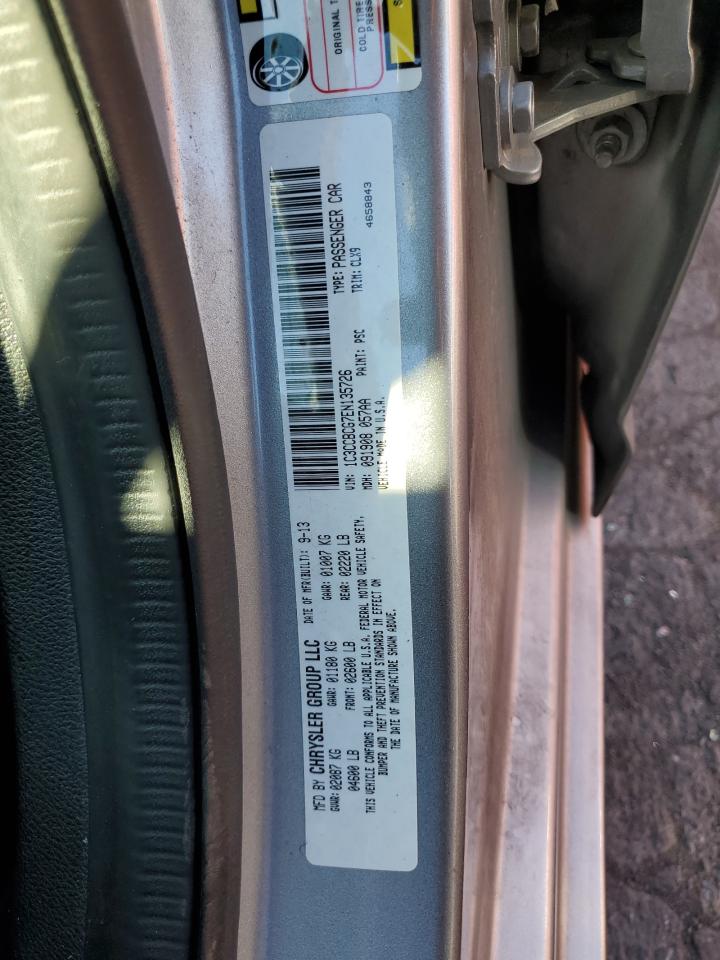 ORIGINAL T
COLD TIRE
PRESS
MFD BY CHRYSLER GROUP LLC
DATE OF MFR(BUILT): 9-13
GVWR: 02087 KG
GAWR: 01180 KG
GAWR: 01007 KG
04600 LB
FRONT: 02600 LB
REAR: 02220 LB
THIS VEHICLE CONFORMS TO ALL APPLICABLE U.S.A. FEDERAL MOTOR VEHICLE SAFETY,
BUMPER AND THEFT PREVENTION STANDARDS IN EFFECT ON
THE DATE OF MANUFACTURE SHOWN ABOVE.
VIN: 1C3CCBCG7EN135726
TYPE: PASSENGER CAR
MDH: 091908 057AA
PAINT: PSC
TRIM: CLX9
VEHICLE MADE IN U.S.A.
4658843